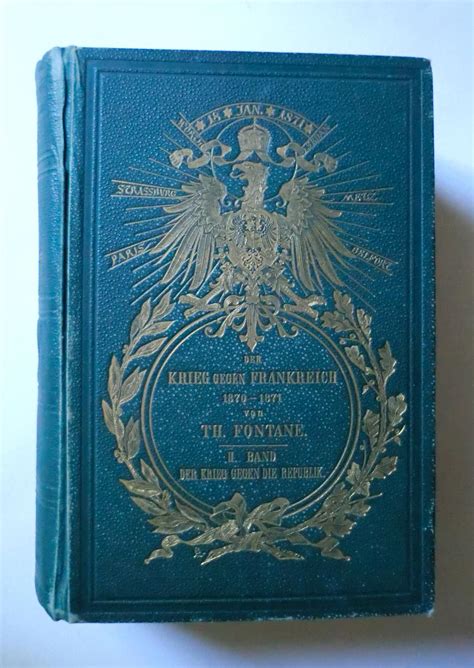 18 JAN. 1871
STRASSBURG METZ
PARIS BELFORT
DER
KRIEG GEGEN FRANKREICH
1870-1871
VON
TH. FONTANE.
II. BAND
DER KRIEG GEGEN DIE REPUBLIK.